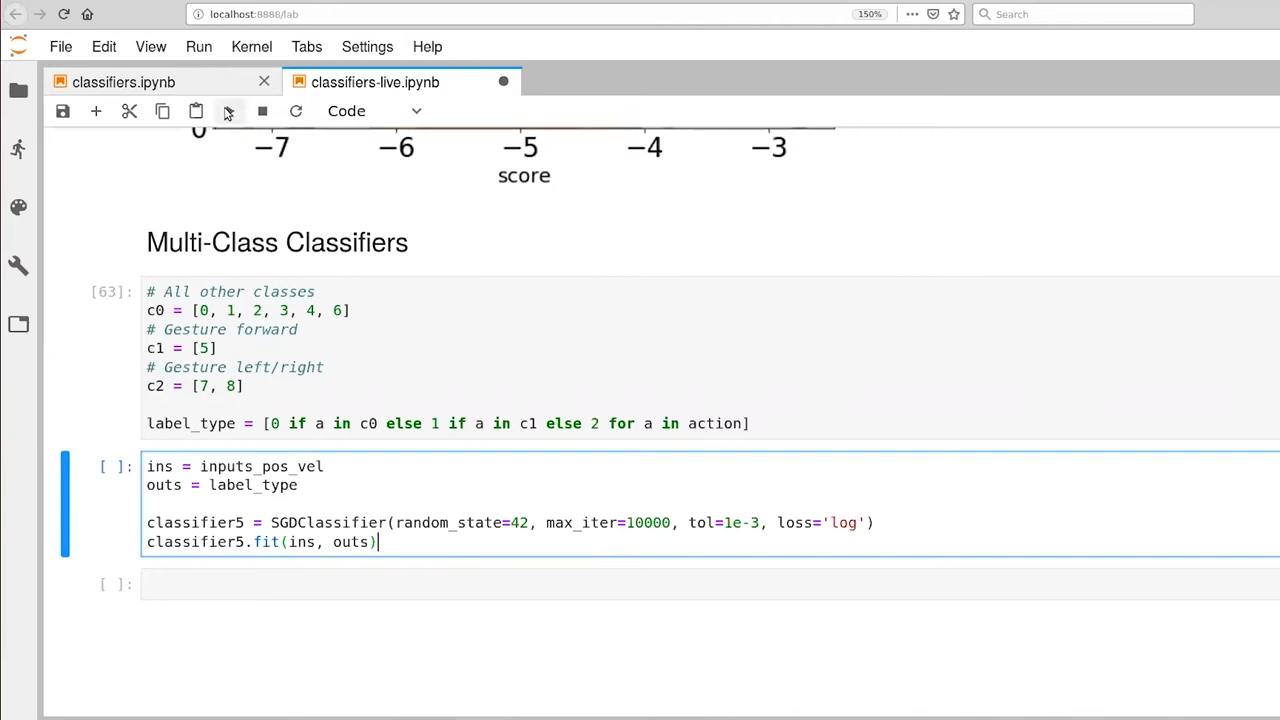 localhost:8888/lab
150%
Search
File Edit View Run Kernel Tabs Settings Help
classifiers.ipynb
classifiers-live.ipynb
Code
0
−7 −6 −5 −4 −3
score
Multi-Class Classifiers
[63]:
# All other classes
c0 = [0, 1, 2, 3, 4, 6]
# Gesture forward
c1 = [5]
# Gesture left/right
c2 = [7, 8]
label_type = [0 if a in c0 else 1 if a in c1 else 2 for a in action]
[ ]:
ins = inputs_pos_vel
outs = label_type
classifier5 = SGDClassifier(random_state=42, max_iter=10000, tol=1e-3, loss='log')
classifier5.fit(ins, outs)
[ ]: